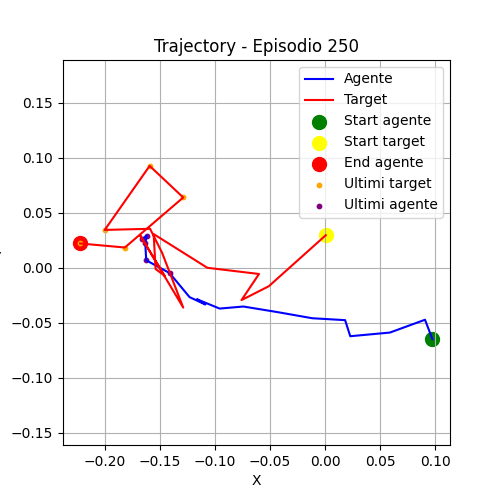 Trajectory - Episodio 250
Agente
Target
Start agente
Start target
End agente
Ultimi target
Ultimi agente
0.15
0.10
0.05
0.00
−0.05
−0.10
−0.15
−0.20
−0.15
−0.10
−0.05
0.00
0.05
0.10
X